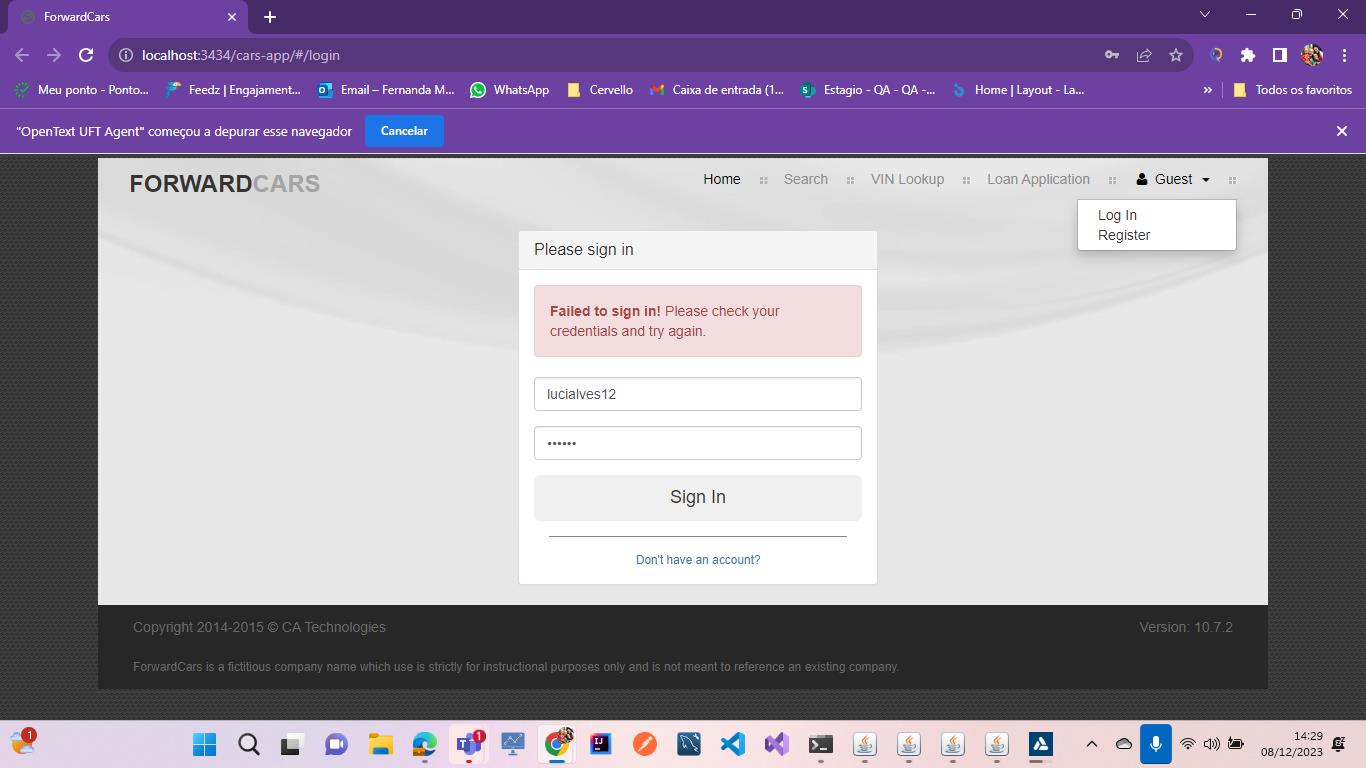 ForwardCars
localhost:3434/cars-app/#/login
Meu ponto - Ponto... Feedz | Engajament... Email – Fernanda M... WhatsApp Cervello Caixa de entrada (1... Estagio - QA - QA -... Home | Layout - La... » Todos os favoritos
"OpenText UFT Agent" começou a depurar esse navegador Cancelar
FORWARDCARS Home Search VIN Lookup Loan Application Guest
Log In
Register
Please sign in
Failed to sign in! Please check your
credentials and try again.
lucialves12
••••••
Sign In
Don't have an account?
Copyright 2014-2015 © CA Technologies Version: 10.7.2
ForwardCars is a fictitious company name which use is strictly for instructional purposes only and is not meant to reference an existing company.
1 1 14:29
08/12/2023